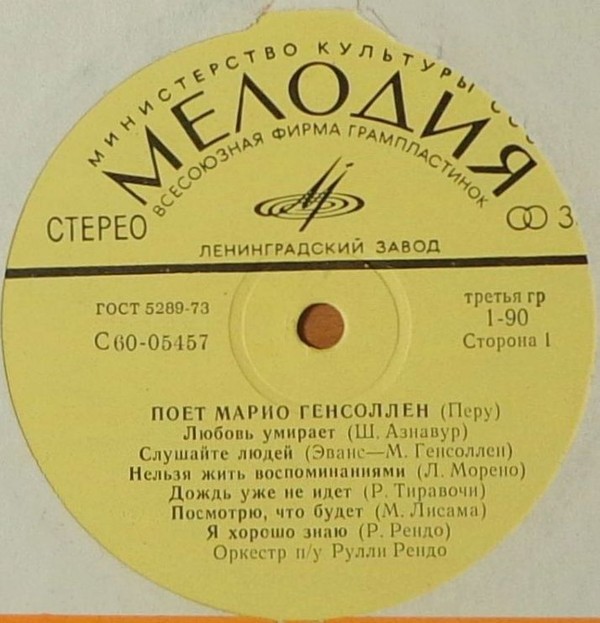 МИНИСТЕРСТВО КУЛЬТУРЫ
МЕЛОДИЯ
ВСЕСОЮЗНАЯ ФИРМА ГРАМПЛАСТИНОК
СТЕРЕО
ЛЕНИНГРАДСКИЙ ЗАВОД
ГОСТ 5289-73
С60-05457
третья гр
1-90
Сторона 1
ПОЕТ МАРИО ГЕНСОЛЛЕН (Перу)
Любовь умирает (Ш. Азнавур)
Слушайте людей (Эванс—М. Генсоллен)
Нельзя жить воспоминаниями (Л. Морено)
Дождь уже не идет (Р. Тиравочи)
Посмотрю, что будет (М. Лисама)
Я хорошо знаю (Р. Рендо)
Оркестр п/у Рулли Рендо